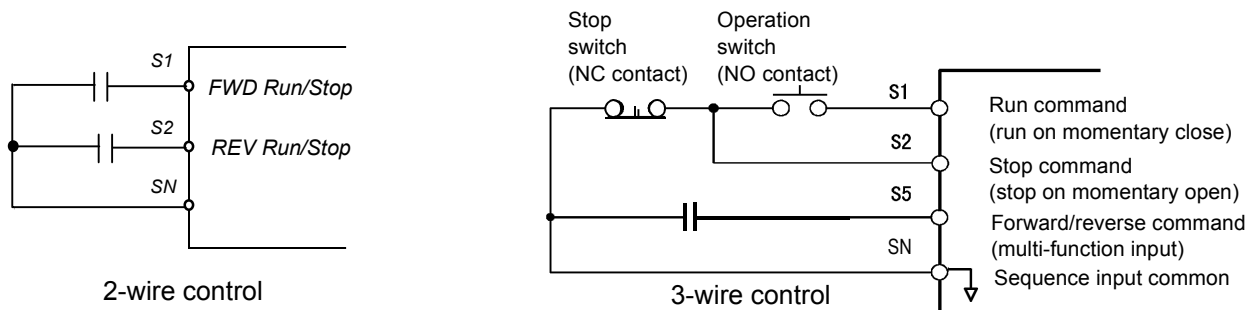 S1
FWD Run/Stop
S2
REV Run/Stop
SN
2-wire control
Stop
switch
(NC contact)
Operation
switch
(NO contact)
S1
Run command
(run on momentary close)
S2
Stop command
(stop on momentary open)
S5
Forward/reverse command
(multi-function input)
SN
Sequence input common
3-wire control